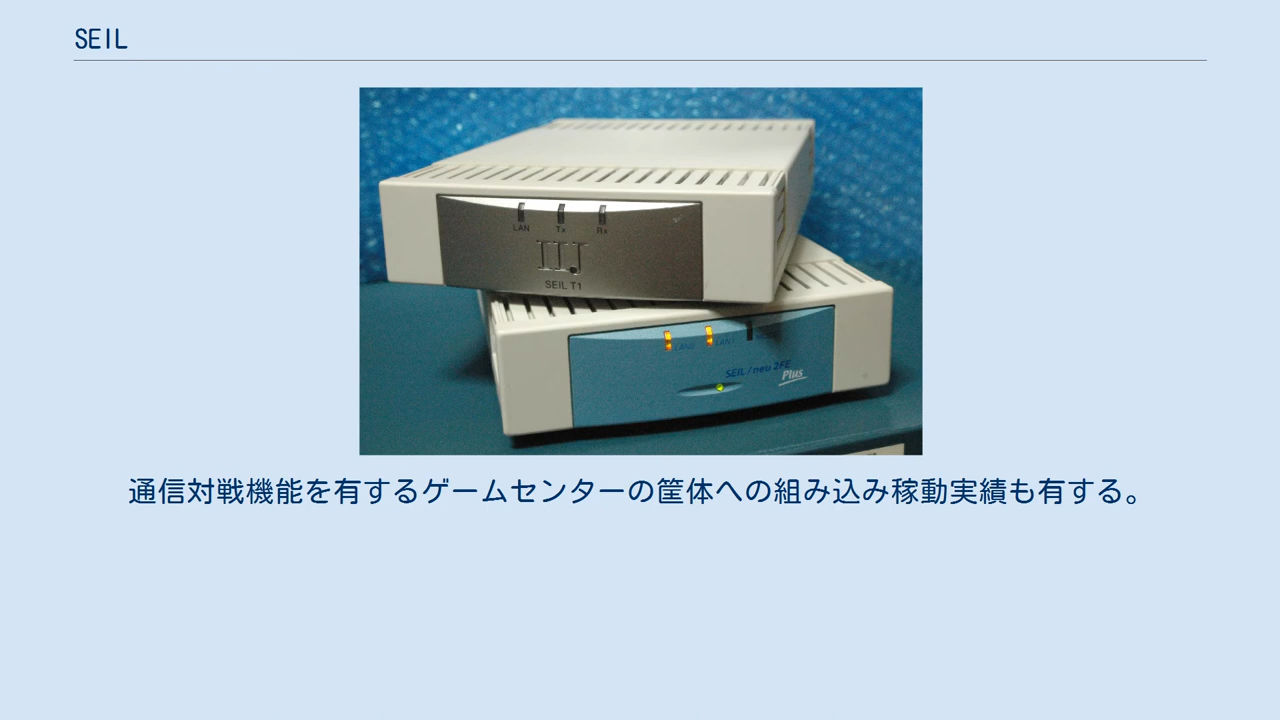 SEIL
LAN Tx Rx
IIJ
SEIL T1
LAN0 LAN1
SEIL / neu 2FE
Plus
通信対戦機能を有するゲームセンターの筐体への組み込み稼動実績も有する。